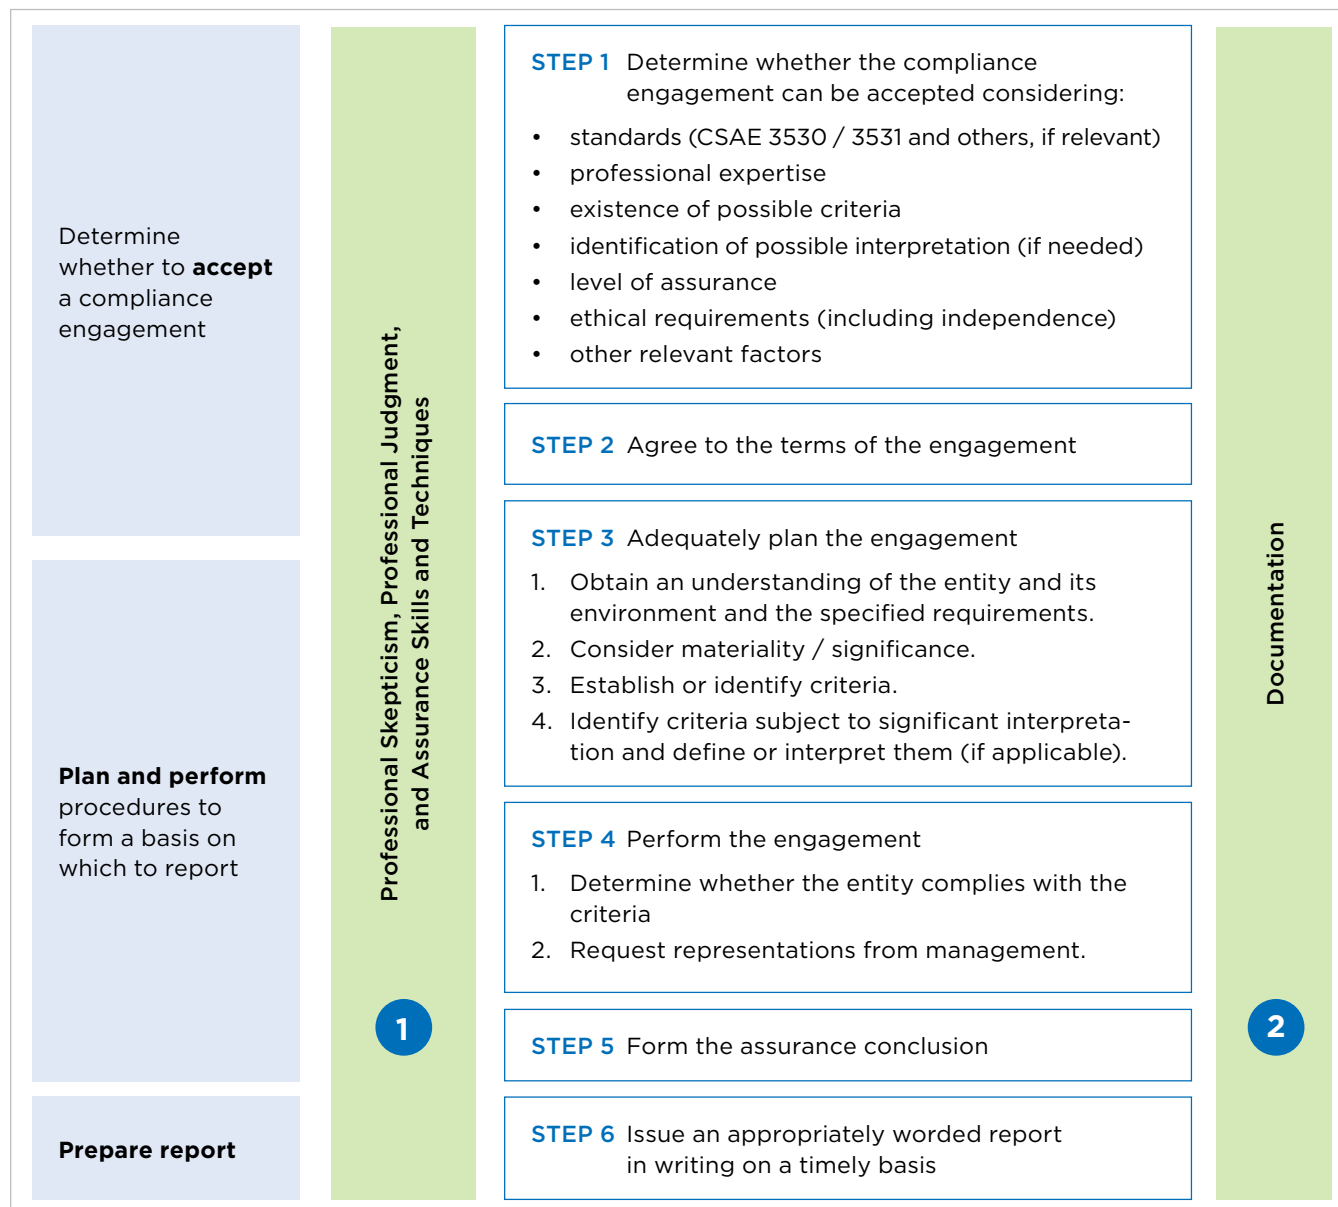 Determine
whether to accept
a compliance
engagement
Plan and perform
procedures to
form a basis on
which to report
Prepare report
Professional Skepticism, Professional Judgment,
and Assurance Skills and Techniques
1
STEP 1 Determine whether the compliance
engagement can be accepted considering:
• standards (CSAE 3530 / 3531 and others, if relevant)
• professional expertise
• existence of possible criteria
• identification of possible interpretation (if needed)
• level of assurance
• ethical requirements (including independence)
• other relevant factors
STEP 2 Agree to the terms of the engagement
STEP 3 Adequately plan the engagement
1. Obtain an understanding of the entity and its
environment and the specified requirements.
2. Consider materiality / significance.
3. Establish or identify criteria.
4. Identify criteria subject to significant interpreta-
tion and define or interpret them (if applicable).
STEP 4 Perform the engagement
1. Determine whether the entity complies with the
criteria
2. Request representations from management.
STEP 5 Form the assurance conclusion
STEP 6 Issue an appropriately worded report
in writing on a timely basis
Documentation
2